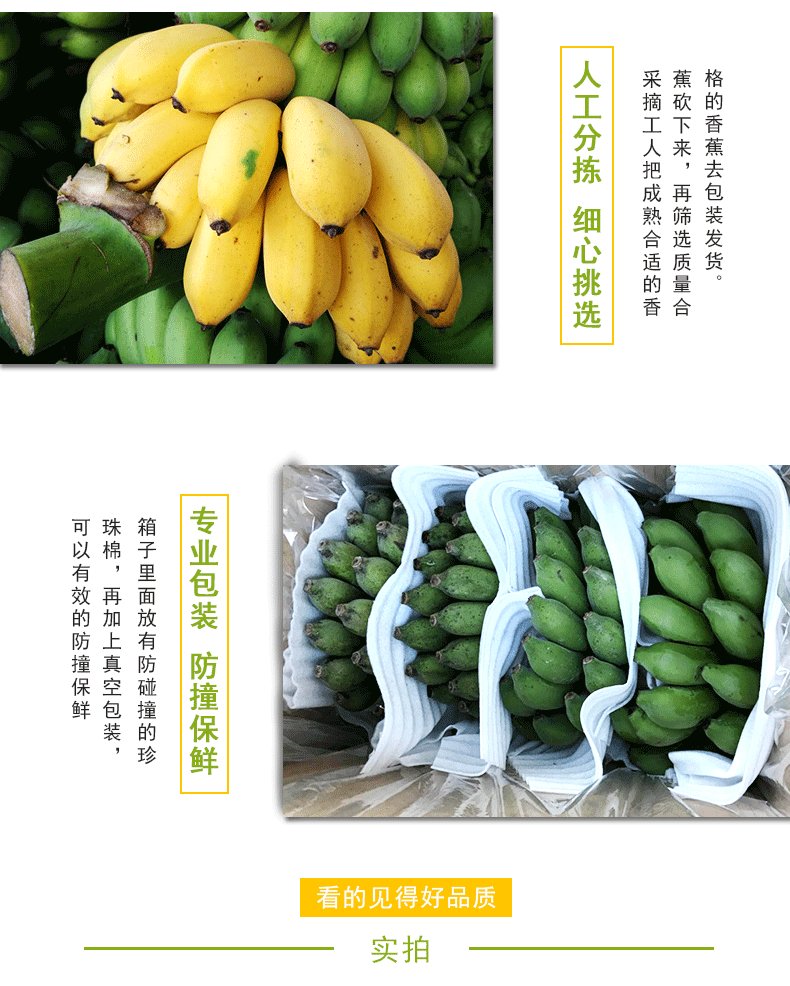 人工分拣 细心挑选
采摘工人把成熟合适的香
蕉砍下来，再筛选质量合
格的香蕉去包装发货。
专业包装 防撞保鲜
箱子里面放有防碰撞的珍
珠棉，再加上真空包装，
可以有效的防撞保鲜
看的见得好品质
实拍